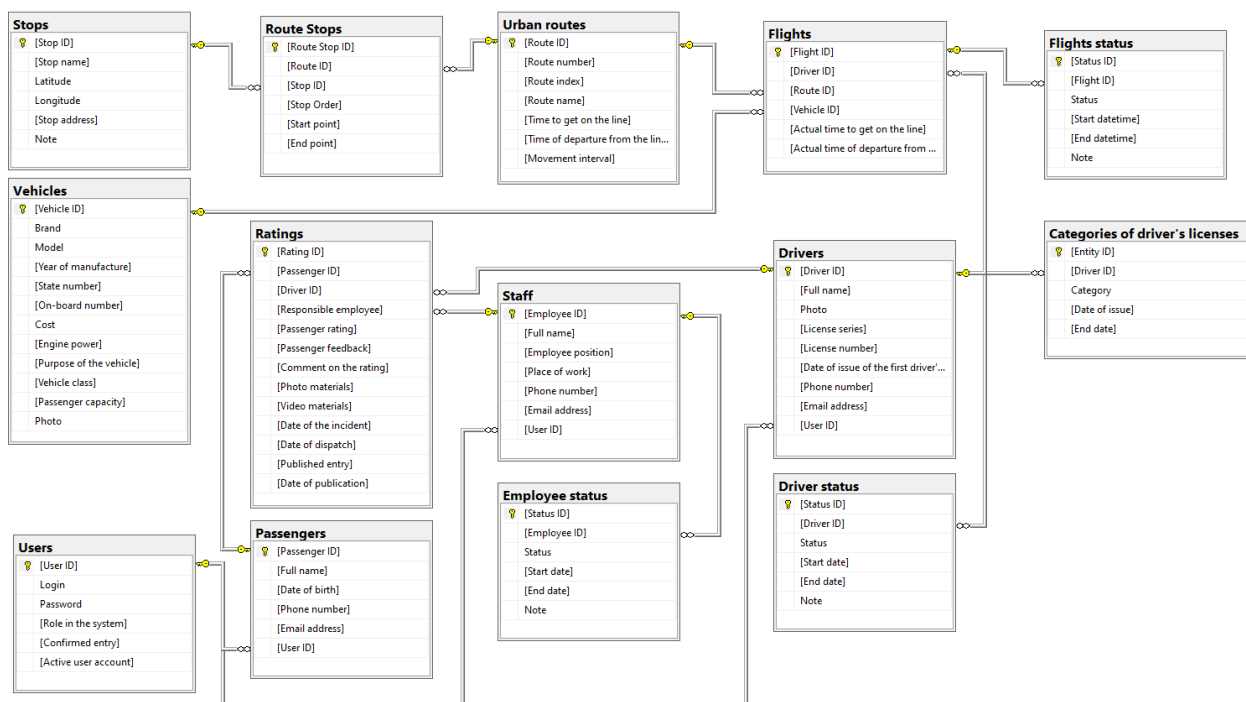 Stops
[Stop ID]
[Stop name]
Latitude
Longitude
[Stop address]
Note
Route Stops
[Route Stop ID]
[Route ID]
[Stop ID]
[Stop Order]
[Start point]
[End point]
Urban routes
[Route ID]
[Route number]
[Route index]
[Route name]
[Time to get on the line]
[Time of departure from the lin...
[Movement interval]
Flights
[Flight ID]
[Driver ID]
[Route ID]
[Vehicle ID]
[Actual time to get on the line]
[Actual time of departure from ...
Flights status
[Status ID]
[Flight ID]
Status
[Start datetime]
[End datetime]
Note
Vehicles
[Vehicle ID]
Brand
Model
[Year of manufacture]
[State number]
[On-board number]
Cost
[Engine power]
[Purpose of the vehicle]
[Vehicle class]
[Passenger capacity]
Photo
Ratings
[Rating ID]
[Passenger ID]
[Driver ID]
[Responsible employee]
[Passenger rating]
[Passenger feedback]
[Comment on the rating]
[Photo materials]
[Video materials]
[Date of the incident]
[Date of dispatch]
[Published entry]
[Date of publication]
Staff
[Employee ID]
[Full name]
[Employee position]
[Place of work]
[Phone number]
[Email address]
[User ID]
Drivers
[Driver ID]
[Full name]
Photo
[License series]
[License number]
[Date of issue of the first driver'...
[Phone number]
[Email address]
[User ID]
Categories of driver's licenses
[Entity ID]
[Driver ID]
Category
[Date of issue]
[End date]
Users
[User ID]
Login
Password
[Role in the system]
[Confirmed entry]
[Active user account]
Passengers
[Passenger ID]
[Full name]
[Date of birth]
[Phone number]
[Email address]
[User ID]
Employee status
[Status ID]
[Employee ID]
Status
[Start date]
[End date]
Note
Driver status
[Status ID]
[Driver ID]
Status
[Start date]
[End date]
Note